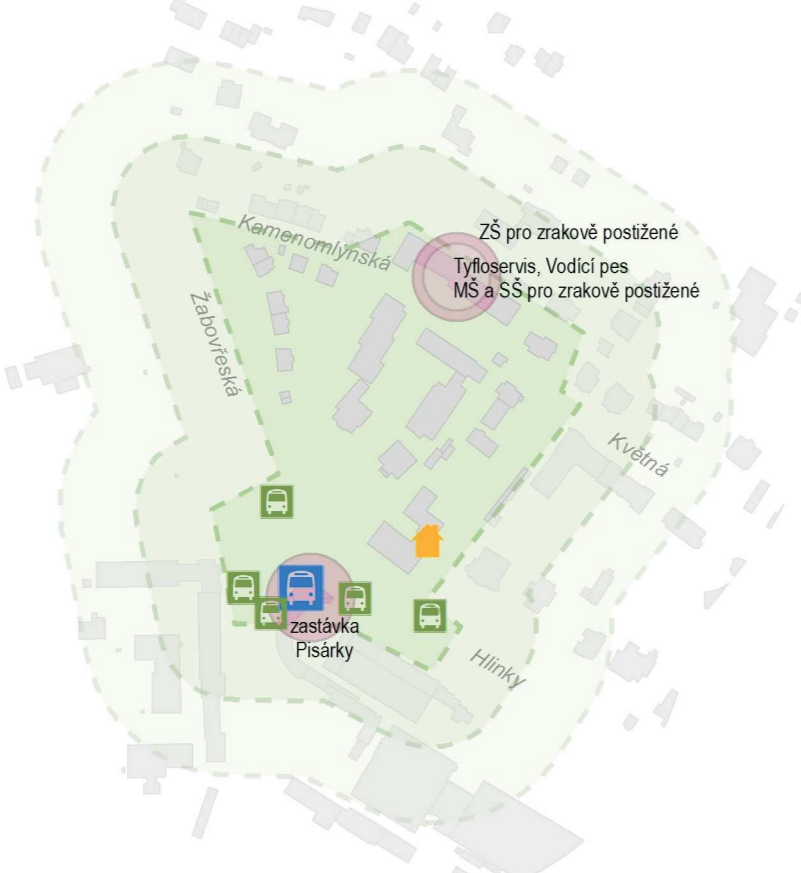 Kamenomlýnská
ZŠ pro zrakově postižené
Tyfloservis, Vodící pes
MŠ a SŠ pro zrakově postižené
Žabovřeská
Květná
zastávka
Pisárky
Hlinky